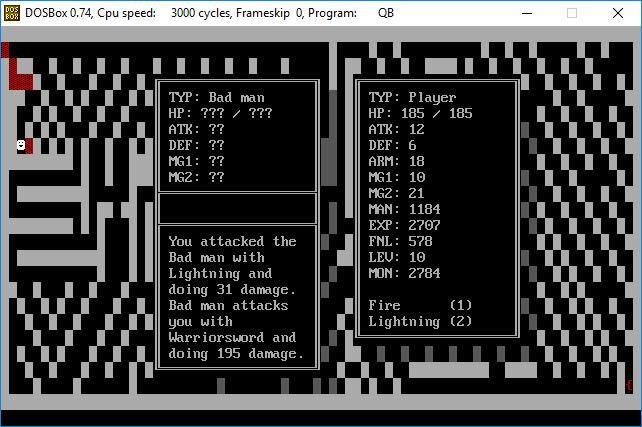 DOSBox 0.74, Cpu speed: 3000 cycles, Frameskip 0, Program: QB
TYP: Bad man
HP: ??? / ???
ATK: ??
DEF: ??
MG1: ??
MG2: ??
You attacked the
Bad man with
Lightning and
doing 31 damage.
Bad man attacks
you with
Warriorsword and
doing 195 damage.
TYP: Player
HP: 185 / 185
ATK: 12
DEF: 6
ARM: 18
MG1: 10
MG2: 21
MAN: 1184
EXP: 2707
FNL: 578
LEV: 10
MON: 2784
Fire (1)
Lightning (2)
{